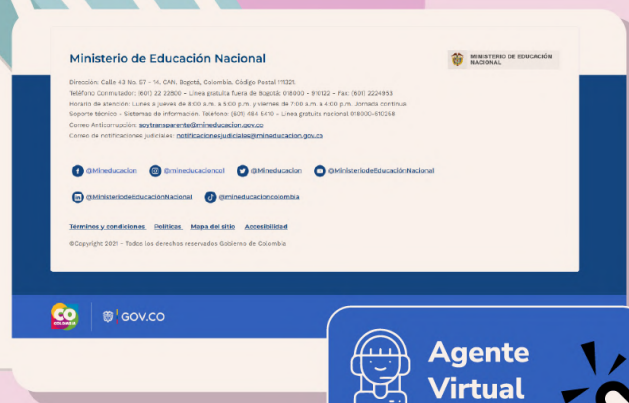 Ministerio de Educación Nacional
MINISTERIO DE EDUCACIÓN
NACIONAL
Dirección: Calle 43 No. 57 - 14, CAN, Bogotá, Colombia. Código Postal 111321.
Teléfono Conmutador: (601) 22 22800 - Línea gratuita fuera de Bogotá: 018000 - 910122 - Fax: (601) 2224953
Horario de atención: Lunes a jueves de 8:00 a.m. a 5:00 p.m. y viernes de 7:00 a.m. a 4:00 p.m. Jornada continua
Soporte técnico - Sistemas de información. Teléfono: (601) 484 5410 - Línea gratuita nacional 018000-510258
Correo Anticorrupción: soytransparente@mineducacion.gov.co
Correo de notificaciones judiciales: notificacionesjudiciales@mineducacion.gov.co
@Mineducacion @mineducacioncol @Mineducacion @MinisteriodeEducaciónNacional
@MinisteriodeEducaciónNacional @mineducacioncolombia
Términos y condiciones Políticas Mapa del sitio Accesibilidad
©Copyright 2021 - Todos los derechos reservados Gobierno de Colombia
CO
COLOMBIA
GOV.CO
Agente
Virtual